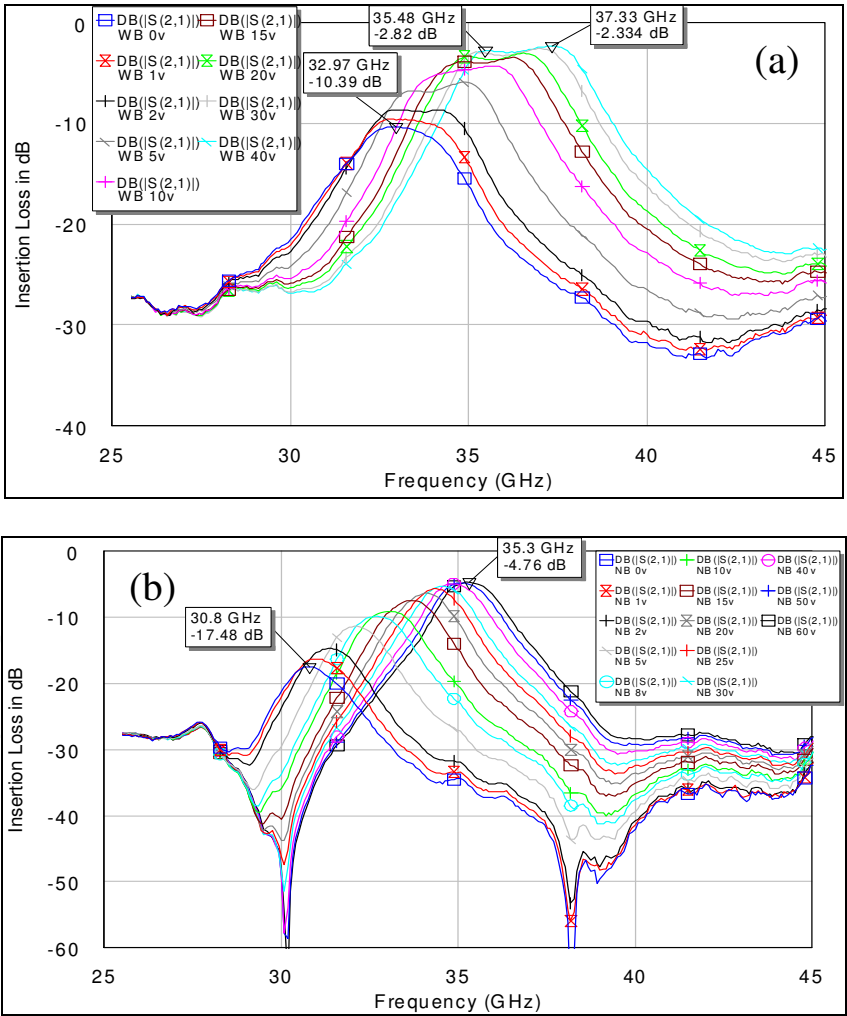 0
-10
-20
-30
-40
Insertion Loss in dB
25
30
35
40
45
Frequency (GHz)
(a)
35.48 GHz
-2.82 dB
37.33 GHz
-2.334 dB
32.97 GHz
-10.39 dB
DB(|S(2,1)|)
WB 0v
DB(|S(2,1)|)
WB 15v
DB(|S(2,1)|)
WB 1v
DB(|S(2,1)|)
WB 20v
DB(|S(2,1)|)
WB 2v
DB(|S(2,1)|)
WB 30v
DB(|S(2,1)|)
WB 5v
DB(|S(2,1)|)
WB 40v
DB(|S(2,1)|)
WB 10v
0
-10
-20
-30
-40
-50
-60
Insertion Loss in dB
25
30
35
40
45
Frequency (GHz)
(b)
35.3 GHz
-4.76 dB
30.8 GHz
-17.48 dB
DB(|S(2,1)|)
NB 0v
DB(|S(2,1)|)
NB 10v
DB(|S(2,1)|)
NB 40v
DB(|S(2,1)|)
NB 1v
DB(|S(2,1)|)
NB 15v
DB(|S(2,1)|)
NB 50v
DB(|S(2,1)|)
NB 2v
DB(|S(2,1)|)
NB 20v
DB(|S(2,1)|)
NB 60v
DB(|S(2,1)|)
NB 5v
DB(|S(2,1)|)
NB 25v
DB(|S(2,1)|)
NB 8v
DB(|S(2,1)|)
NB 30v